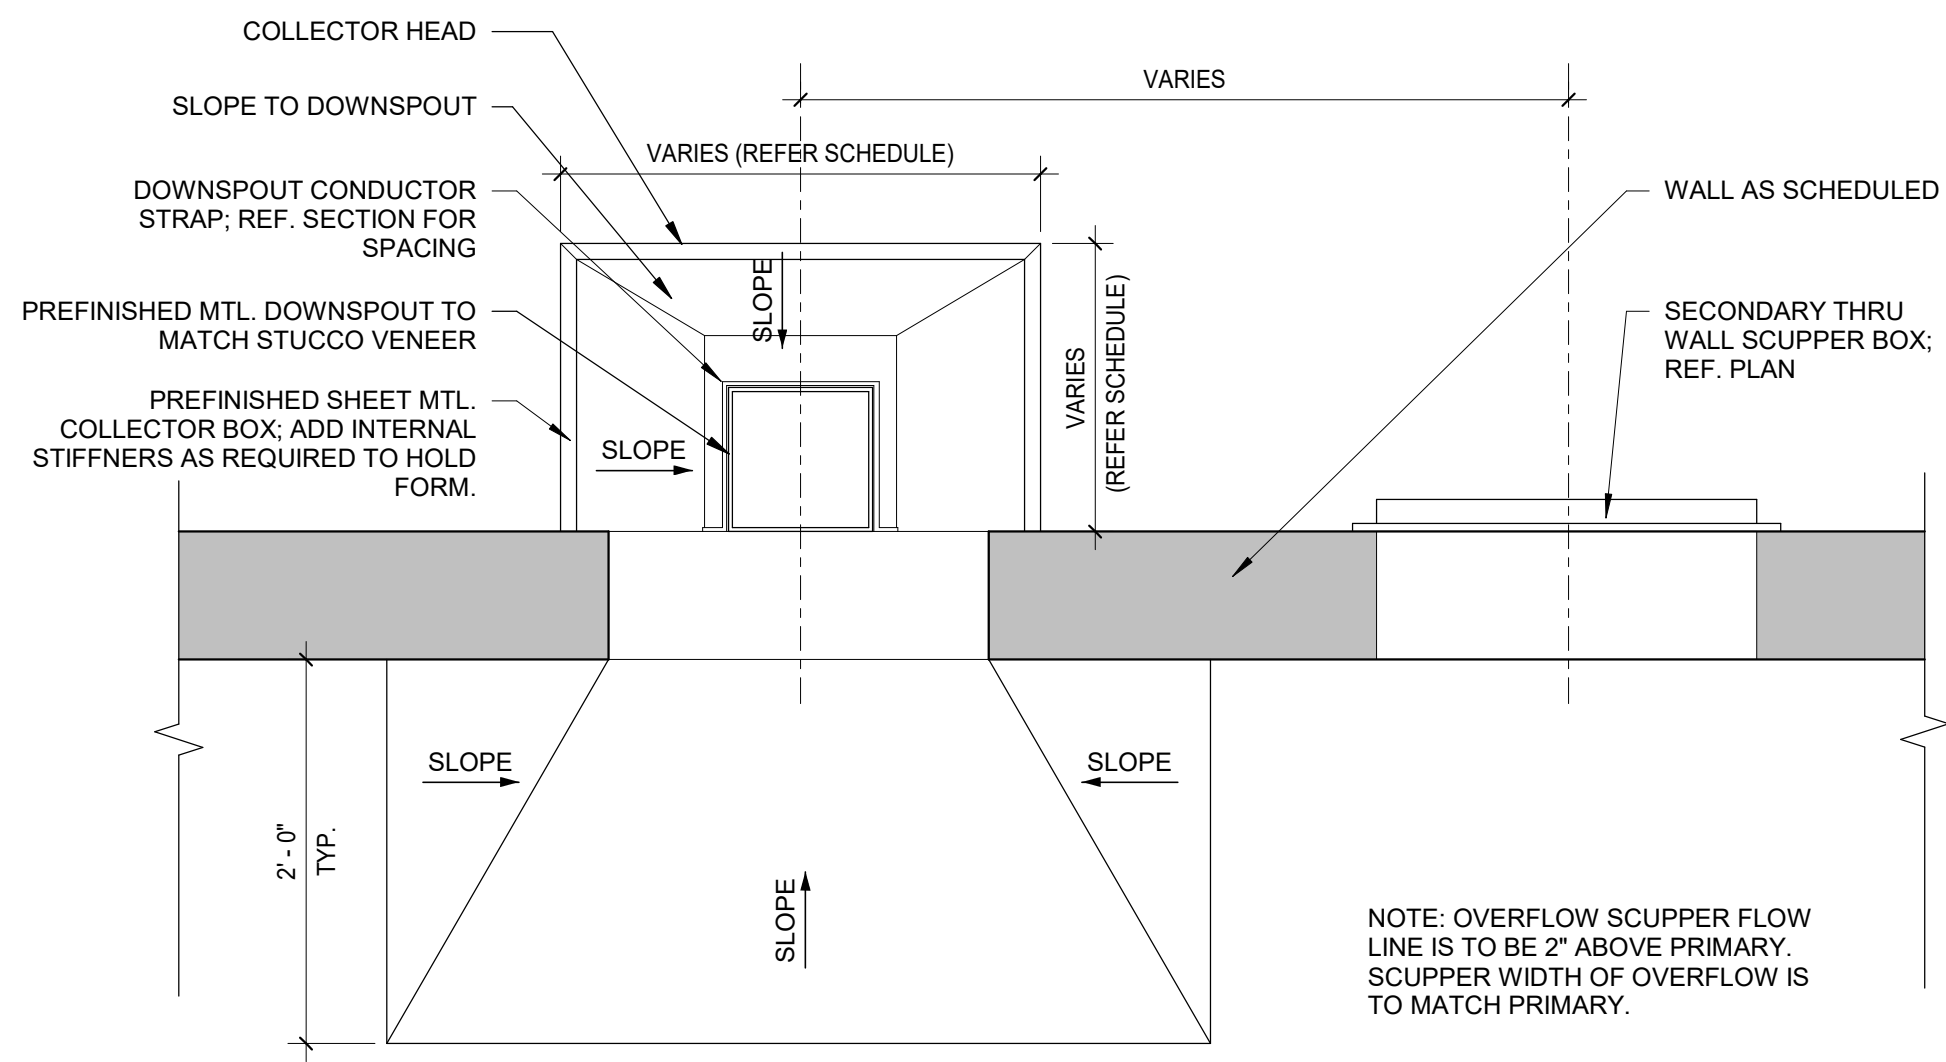 COLLECTOR HEAD
SLOPE TO DOWNSPOUT
DOWNSPOUT CONDUCTOR
STRAP; REF. SECTION FOR
SPACING
PREFINISHED MTL. DOWNSPOUT TO
MATCH STUCCO VENEER
PREFINISHED SHEET MTL.
COLLECTOR BOX; ADD INTERNAL
STIFFNERS AS REQUIRED TO HOLD
FORM.
VARIES
VARIES (REFER SCHEDULE)
SLOPE
SLOPE
VARIES
(REFER SCHEDULE)
WALL AS SCHEDULED
SECONDARY THRU
WALL SCUPPER BOX;
REF. PLAN
SLOPE
SLOPE
2' - 0"
TYP.
SLOPE
NOTE: OVERFLOW SCUPPER FLOW
LINE IS TO BE 2" ABOVE PRIMARY.
SCUPPER WIDTH OF OVERFLOW IS
TO MATCH PRIMARY.